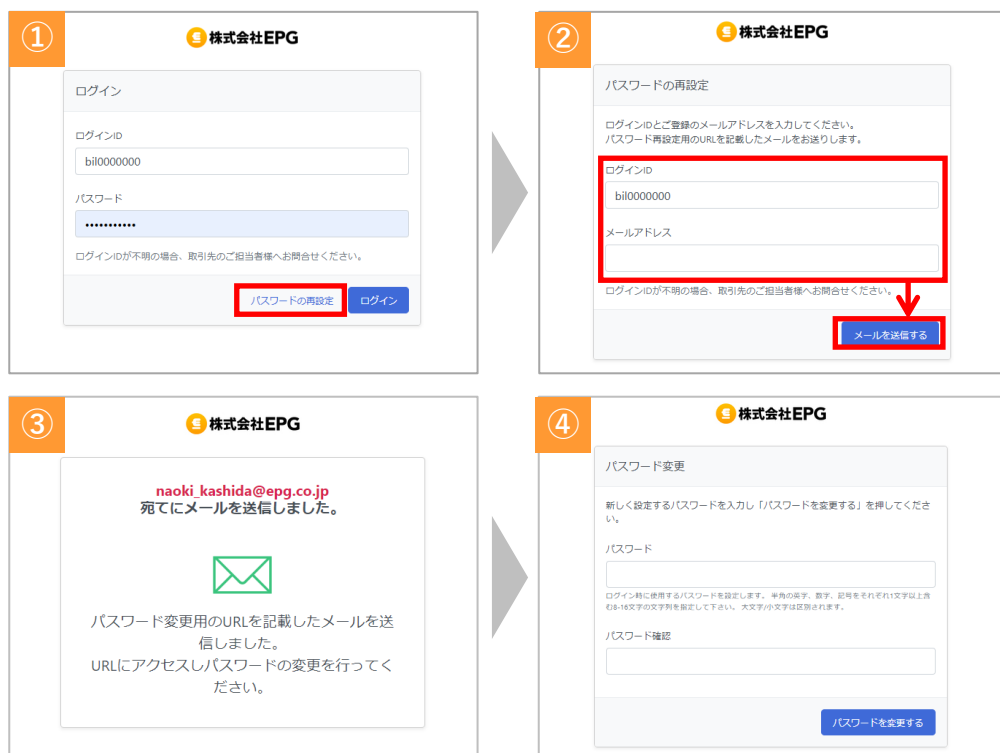 ①
株式会社EPG
ログイン
ログインID
bil0000000
パスワード
•••••••••••
ログインIDが不明の場合、取引先のご担当者様へお問合せください。
パスワードの再設定
ログイン
②
株式会社EPG
パスワードの再設定
ログインIDとご登録のメールアドレスを入力してください。
パスワード再設定用のURLを記載したメールをお送りします。
ログインID
bil0000000
メールアドレス
ログインIDが不明の場合、取引先のご担当者様へお問合せください。
メールを送信する
③
株式会社EPG
naoki_kashida@epg.co.jp
宛てにメールを送信しました。
パスワード変更用のURLを記載したメールを送
信しました。
URLにアクセスしパスワードの変更を行ってく
ださい。
④
株式会社EPG
パスワード変更
新しく設定するパスワードを入力し「パスワードを変更する」を押してくださ
い。
パスワード
ログイン時に使用するパスワードを設定します。 半角の英字、数字、記号をそれぞれ1文字以上含
む8-16文字の文字列を指定して下さい。 大文字/小文字は区別されます。
パスワード確認
パスワードを変更する